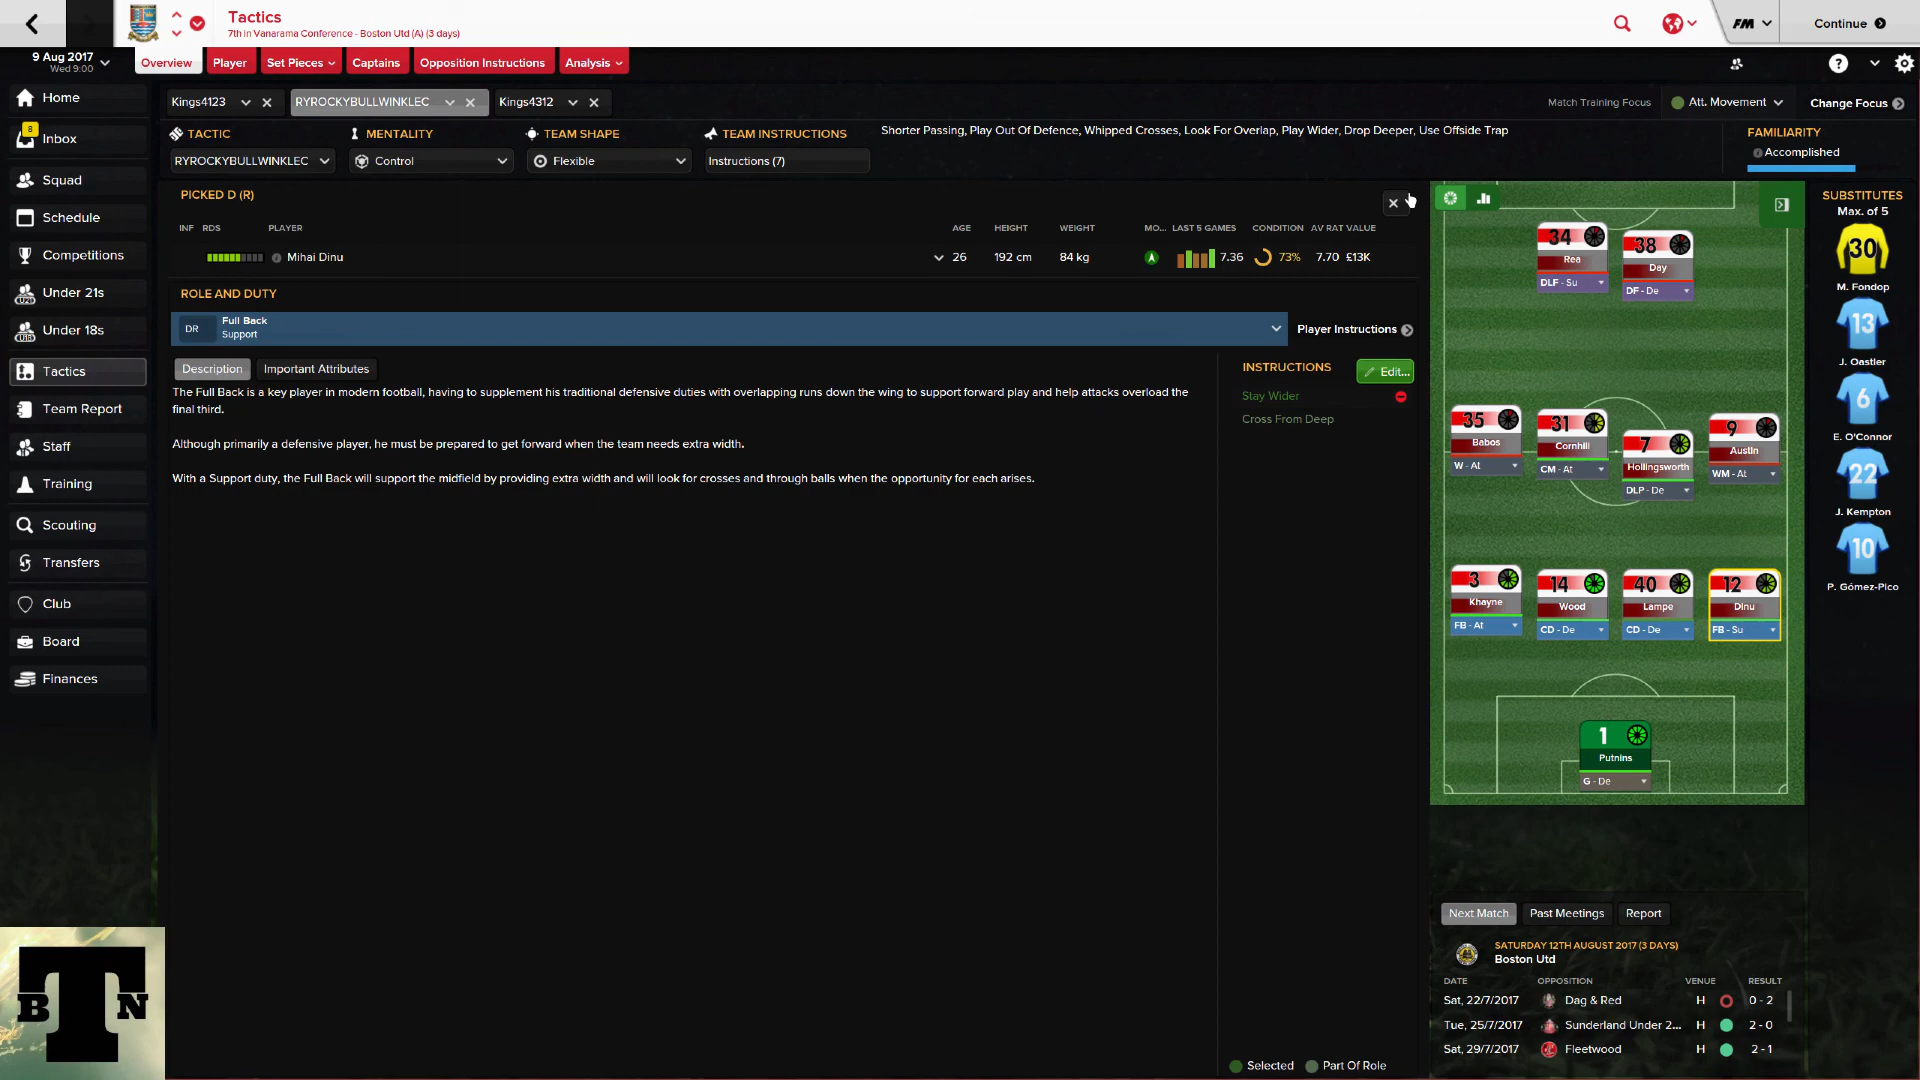 Tactics
7th in Vanarama Conference - Boston Utd (A) (3 days)
FM
Continue
9 Aug 2017
Wed 9:00
Overview
Player
Set Pieces
Captains
Opposition Instructions
Analysis
Home
8
Inbox
Squad
Schedule
Competitions
Under 21s
Under 18s
Tactics
Team Report
Staff
Training
Scouting
Transfers
Club
Board
Finances
Kings4123
RYROCKYBULLWINKLEC
Kings4312
Match Training Focus
Att. Movement
Change Focus
TACTIC
MENTALITY
TEAM SHAPE
TEAM INSTRUCTIONS
Shorter Passing, Play Out Of Defence, Whipped Crosses, Look For Overlap, Play Wider, Drop Deeper, Use Offside Trap
RYROCKYBULLWINKLEC
Control
Flexible
Instructions (7)
FAMILIARITY
Accomplished
PICKED D (R)
INF RDS PLAYER AGE HEIGHT WEIGHT MO... LAST 5 GAMES CONDITION AV RAT VALUE
Mihai Dinu 26 192 cm 84 kg 7.36 73% 7.70 £13K
ROLE AND DUTY
DR
Full Back
Support
Player Instructions
Description
Important Attributes
The Full Back is a key player in modern football, having to supplement his traditional defensive duties with overlapping runs down the wing to support forward play and help attacks overload the
final third.
Although primarily a defensive player, he must be prepared to get forward when the team needs extra width.
With a Support duty, the Full Back will support the midfield by providing extra width and will look for crosses and through balls when the opportunity for each arises.
INSTRUCTIONS
Edit...
Stay Wider
Cross From Deep
Selected
Part Of Role
34
Rea
DLF - Su
38
Day
DF - De
35
Babos
W - At
31
Cornhill
CM - At
7
Hollingsworth
DLP - De
9
Austin
WM - At
3
Khayne
FB - At
14
Wood
CD - De
40
Lampe
CD - De
12
Dinu
FB - Su
1
Putnins
G - De
SUBSTITUTES
Max. of 5
30
M. Fondop
13
J. Oastler
6
E. O'Connor
22
J. Kempton
10
P. Gómez-Pico
Next Match
Past Meetings
Report
SATURDAY 12TH AUGUST 2017 (3 DAYS)
Boston Utd
DATE OPPOSITION VENUE RESULT
Sat, 22/7/2017 Dag & Red H 0 - 2
Tue, 25/7/2017 Sunderland Under 2... H 2 - 0
Sat, 29/7/2017 Fleetwood H 2 - 1
BTN